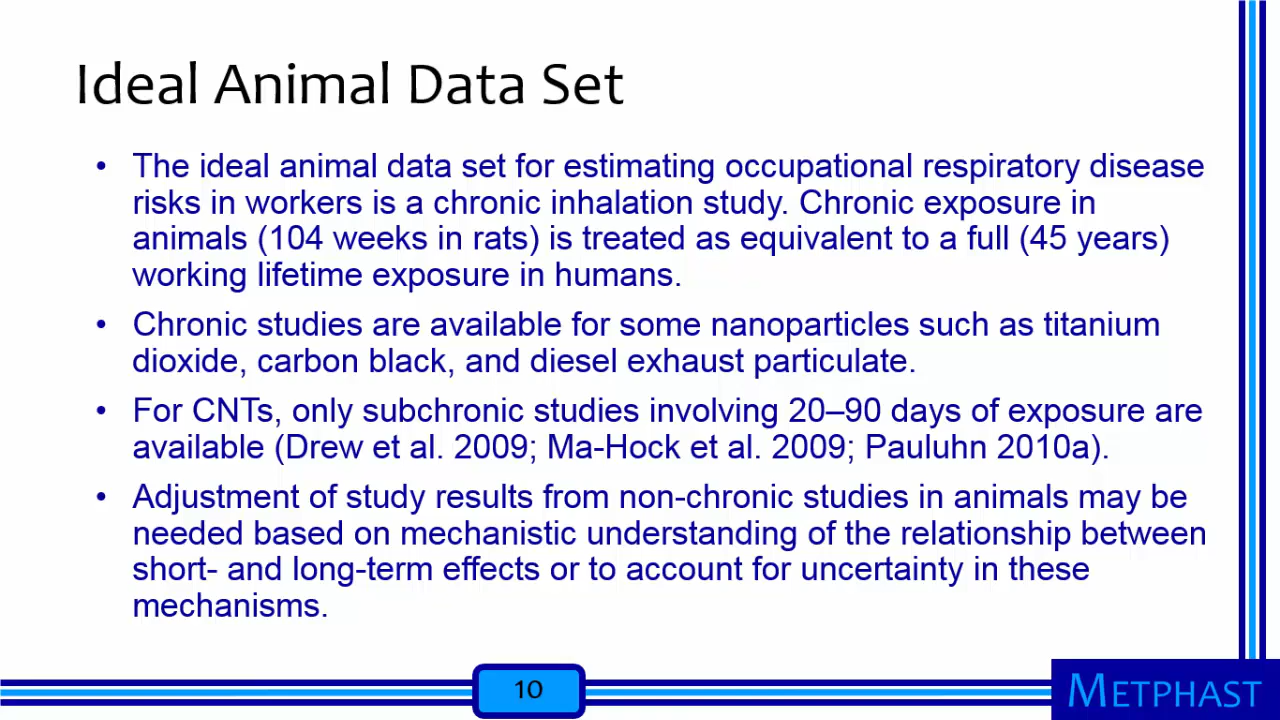 Ideal Animal Data Set
• The ideal animal data set for estimating occupational respiratory disease
risks in workers is a chronic inhalation study. Chronic exposure in
animals (104 weeks in rats) is treated as equivalent to a full (45 years)
working lifetime exposure in humans.
• Chronic studies are available for some nanoparticles such as titanium
dioxide, carbon black, and diesel exhaust particulate.
• For CNTs, only subchronic studies involving 20–90 days of exposure are
available (Drew et al. 2009; Ma-Hock et al. 2009; Pauluhn 2010a).
• Adjustment of study results from non-chronic studies in animals may be
needed based on mechanistic understanding of the relationship between
short- and long-term effects or to account for uncertainty in these
mechanisms.
10
METPHAST